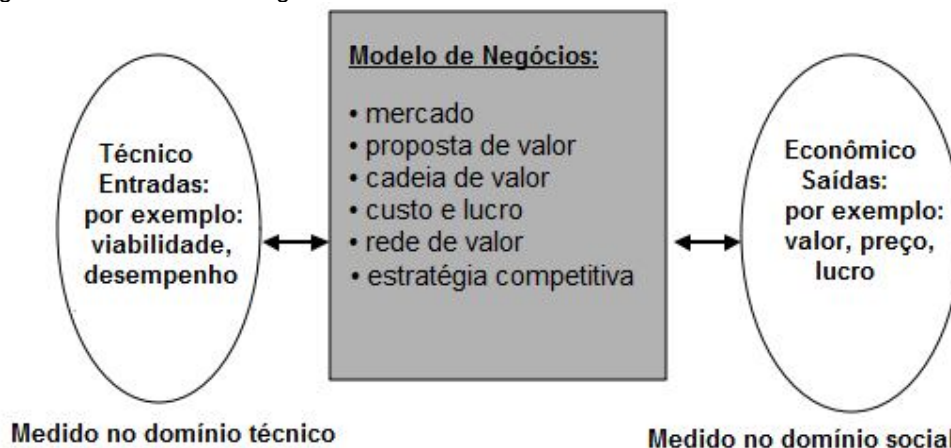 Modelo de Negócios:
• mercado
• proposta de valor
• cadeia de valor
• custo e lucro
• rede de valor
• estratégia competitiva
Técnico
Entradas:
por exemplo:
viabilidade,
desempenho
Econômico
Saídas:
por exemplo:
valor, preço,
lucro
Medido no domínio técnico
Medido no domínio social